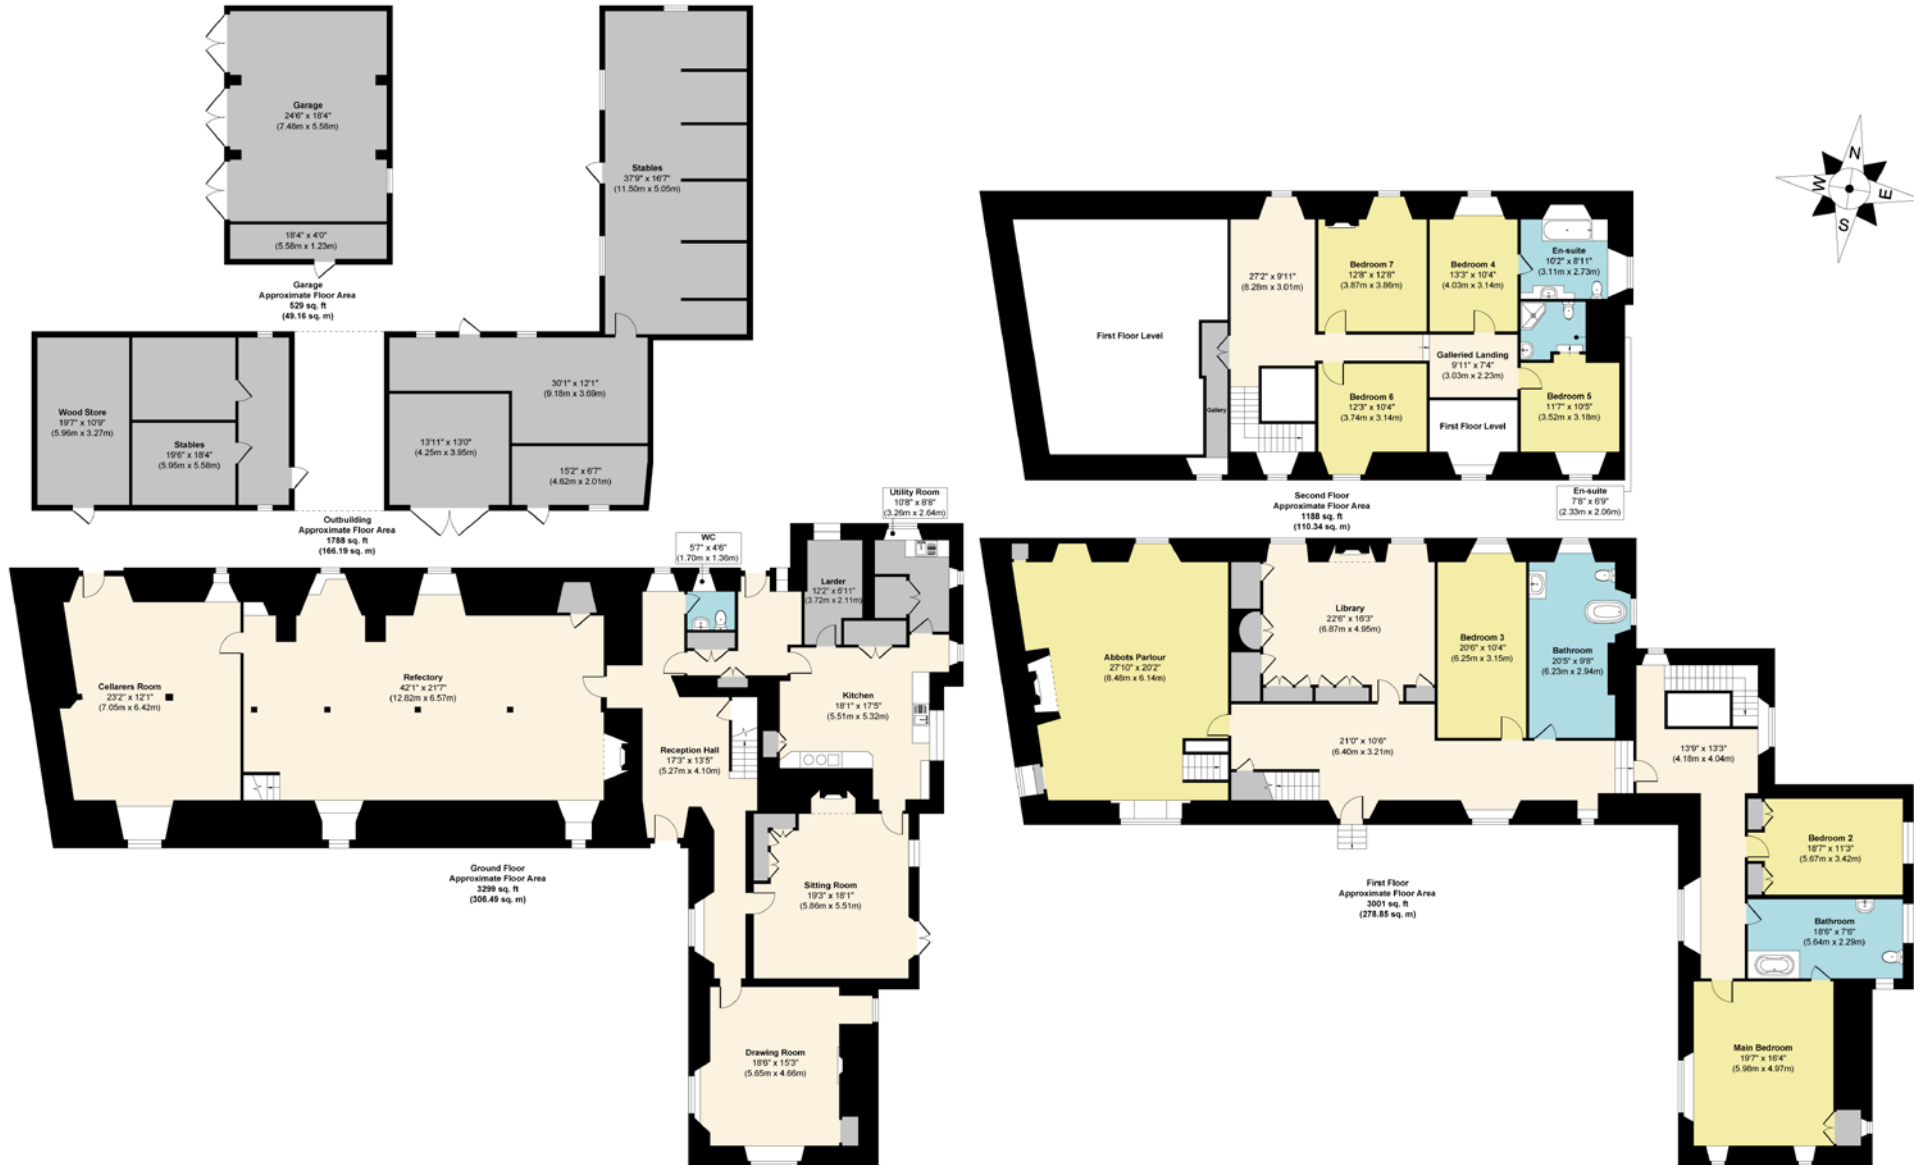 Garage
24'6" x 18'4"
(7.48m x 5.58m)
18'4" x 4'0"
(5.58m x 1.23m)
Garage
Approximate Floor Area
529 sq. ft
(49.16 sq. m)
Stables
37'9" x 16'7"
(11.50m x 5.05m)
Wood Store
19'7" x 10'9"
(5.96m x 3.27m)
Stables
19'6" x 18'4"
(5.95m x 5.58m)
30'1" x 12'1"
(9.18m x 3.69m)
13'11" x 13'0"
(4.25m x 3.95m)
15'2" x 6'7"
(4.62m x 2.01m)
Outbuilding
Approximate Floor Area
1788 sq. ft
(166.19 sq. m)
Utility Room
10'8" x 8'8"
(3.26m x 2.64m)
WC
5'7" x 4'6"
(1.70m x 1.36m)
Larder
12'2" x 6'11"
(3.72m x 2.11m)
Cellarers Room
23'2" x 12'1"
(7.05m x 6.42m)
Refectory
42'1" x 21'7"
(12.82m x 6.57m)
Kitchen
18'1" x 17'5"
(5.51m x 5.32m)
Reception Hall
17'3" x 13'5"
(5.27m x 4.10m)
Sitting Room
19'3" x 18'1"
(5.86m x 5.51m)
Drawing Room
18'6" x 15'3"
(5.65m x 4.66m)
Ground Floor
Approximate Floor Area
3299 sq. ft
(306.49 sq. m)
N
E
S
W
First Floor Level
27'2" x 9'11"
(8.28m x 3.01m)
Gallery
Bedroom 7
12'8" x 12'8"
(3.87m x 3.86m)
Bedroom 4
13'3" x 10'4"
(4.03m x 3.14m)
En-suite
10'2" x 8'11"
(3.11m x 2.73m)
Galleried Landing
9'11" x 7'4"
(3.03m x 2.23m)
Bedroom 6
12'3" x 10'4"
(3.74m x 3.14m)
First Floor Level
Bedroom 5
11'7" x 10'5"
(3.52m x 3.18m)
En-suite
7'8" x 6'9"
(2.33m x 2.06m)
Second Floor
Approximate Floor Area
1188 sq. ft
(110.34 sq. m)
Abbots Parlour
27'10" x 20'2"
(8.48m x 6.14m)
Library
22'6" x 16'3"
(6.87m x 4.95m)
Bedroom 3
20'6" x 10'4"
(6.25m x 3.15m)
Bathroom
20'5" x 9'8"
(6.23m x 2.94m)
21'0" x 10'6"
(6.40m x 3.21m)
13'9" x 13'3"
(4.18m x 4.04m)
Bedroom 2
18'7" x 11'3"
(5.67m x 3.42m)
Bathroom
18'6" x 7'6"
(5.64m x 2.29m)
Main Bedroom
19'7" x 16'4"
(5.98m x 4.97m)
First Floor
Approximate Floor Area
3001 sq. ft
(278.85 sq. m)